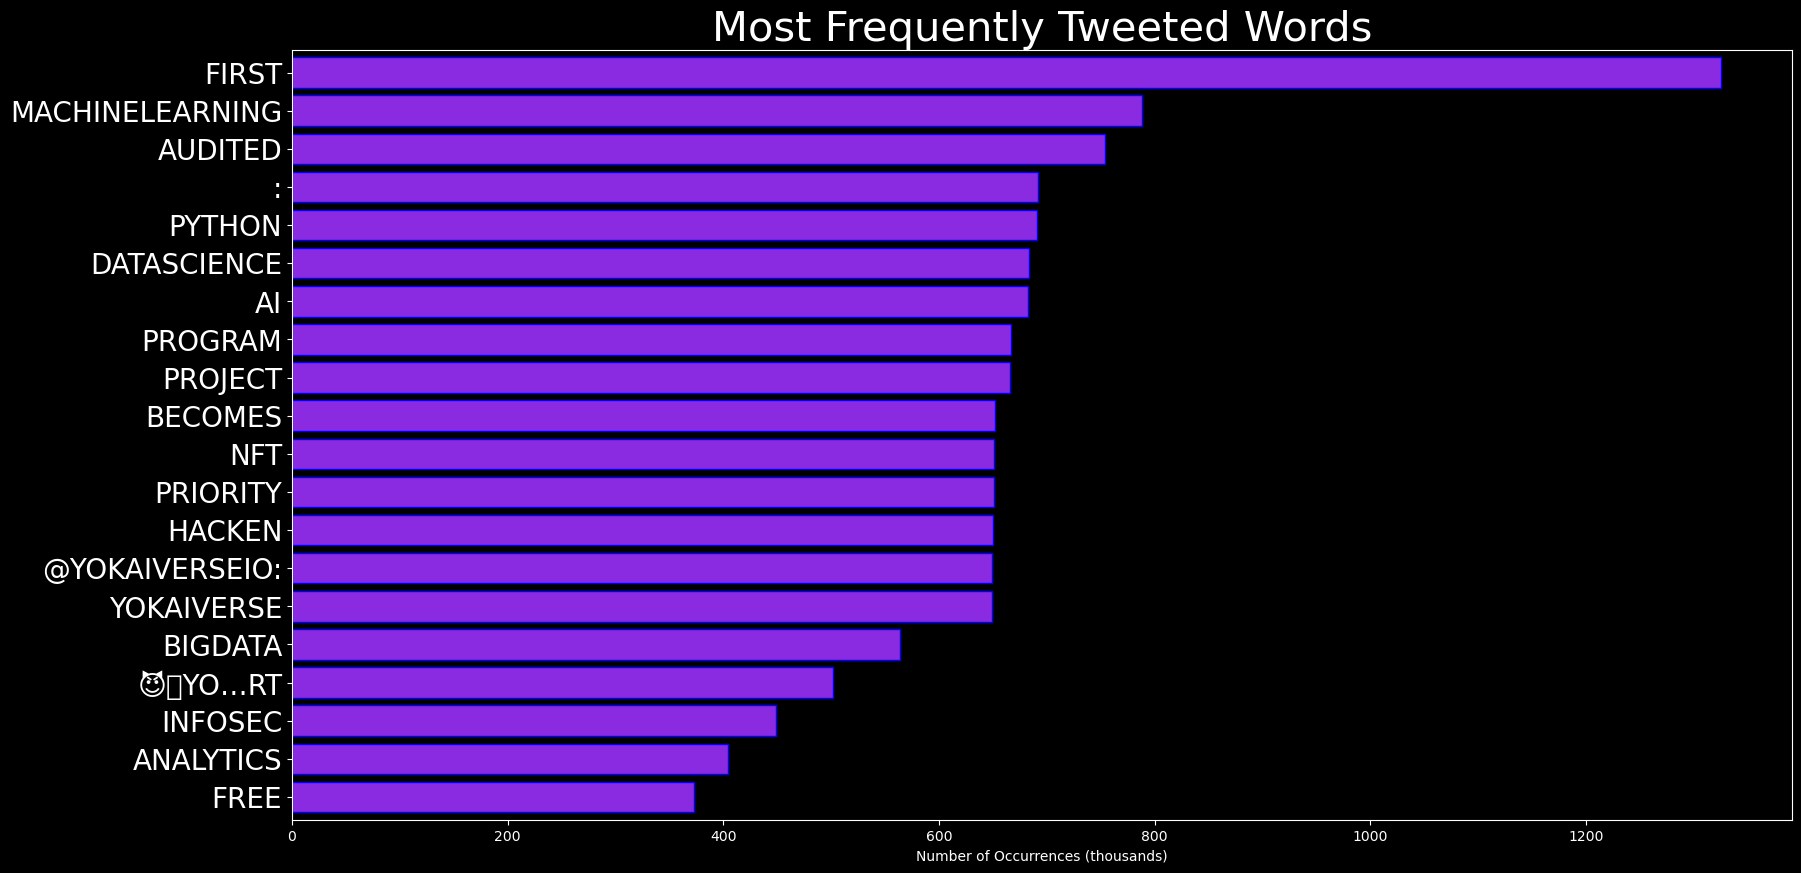 Most Frequently Tweeted Words
FIRST
MACHINELEARNING
AUDITED
:
PYTHON
DATASCIENCE
AI
PROGRAM
PROJECT
BECOMES
NFT
PRIORITY
HACKEN
@YOKAIVERSEIO:
YOKAIVERSE
BIGDATA
😈▯YO…RT
INFOSEC
ANALYTICS
FREE
0 200 400 600 800 1000 1200
Number of Occurrences (thousands)